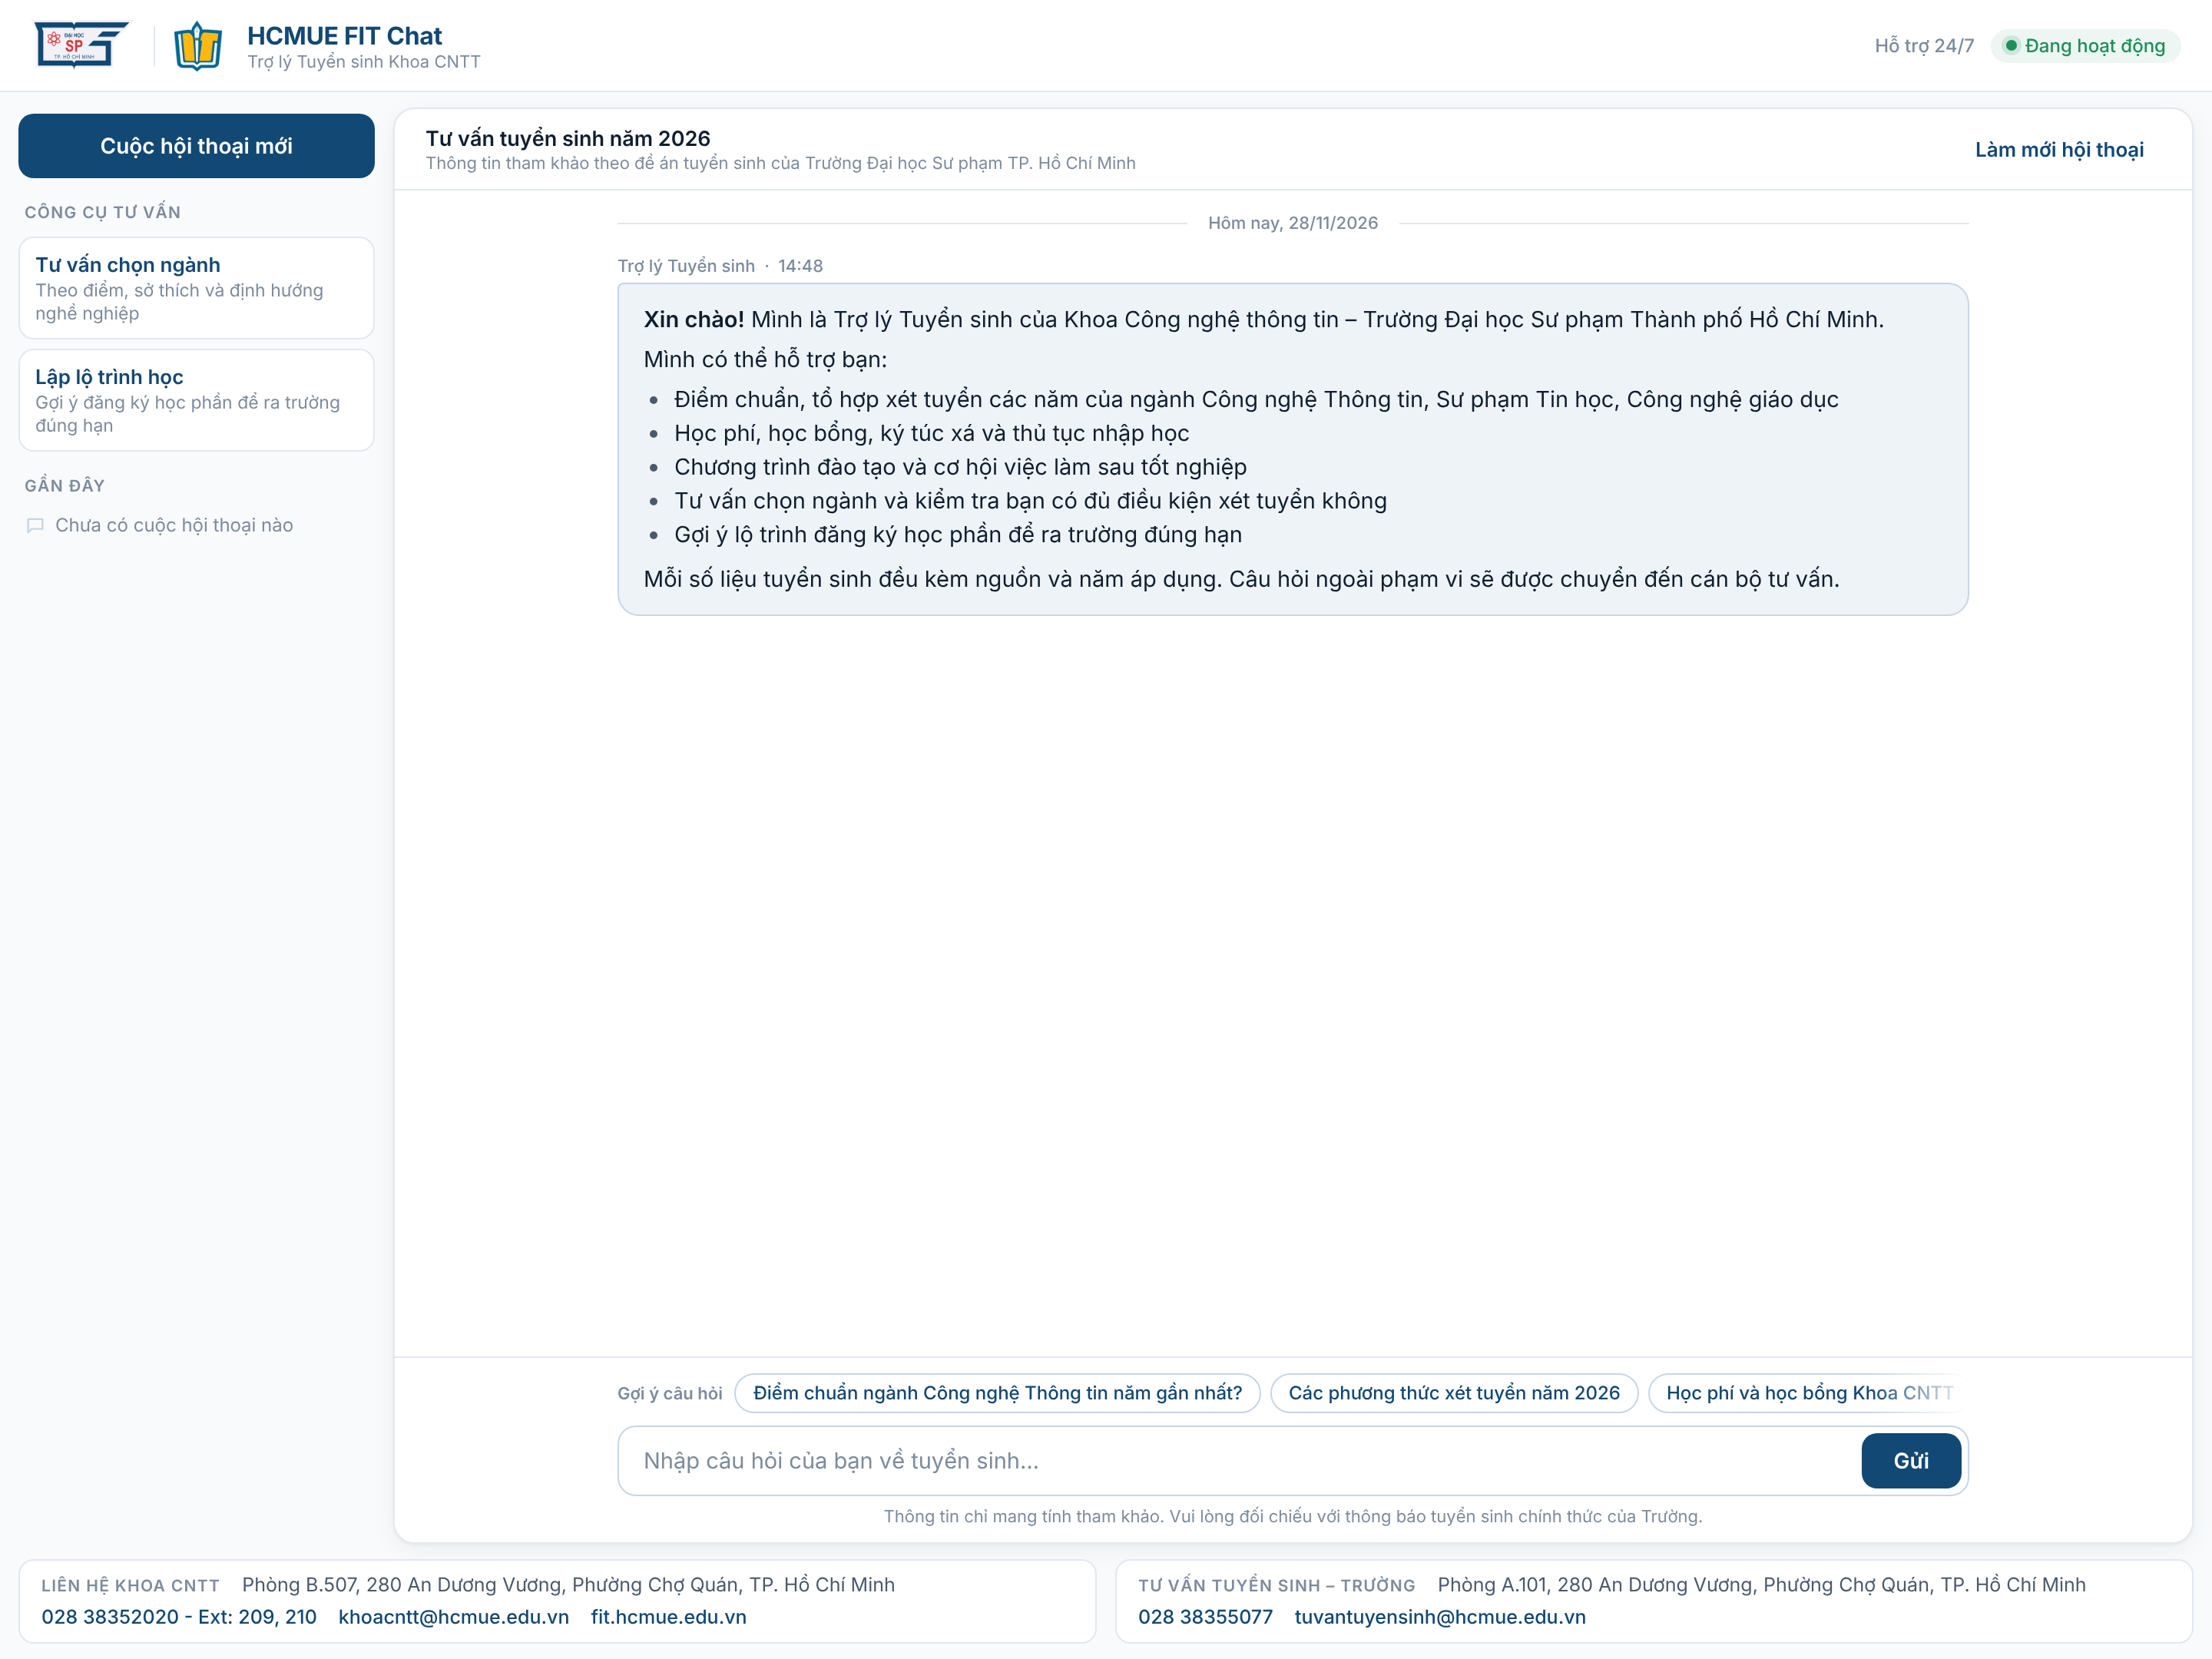 ĐẠI HỌC
SP
TP. HỒ CHÍ MINH
HCMUE FIT Chat
Trợ lý Tuyển sinh Khoa CNTT
Hỗ trợ 24/7
Đang hoạt động
Cuộc hội thoại mới
CÔNG CỤ TƯ VẤN
Tư vấn chọn ngành
Theo điểm, sở thích và định hướng
nghề nghiệp
Lập lộ trình học
Gợi ý đăng ký học phần để ra trường
đúng hạn
GẦN ĐÂY
Chưa có cuộc hội thoại nào
Tư vấn tuyển sinh năm 2026
Thông tin tham khảo theo đề án tuyển sinh của Trường Đại học Sư phạm TP. Hồ Chí Minh
Làm mới hội thoại
Hôm nay, 28/11/2026
Trợ lý Tuyển sinh · 14:48
Xin chào! Mình là Trợ lý Tuyển sinh của Khoa Công nghệ thông tin – Trường Đại học Sư phạm Thành phố Hồ Chí Minh.
Mình có thể hỗ trợ bạn:
• Điểm chuẩn, tổ hợp xét tuyển các năm của ngành Công nghệ Thông tin, Sư phạm Tin học, Công nghệ giáo dục
• Học phí, học bổng, ký túc xá và thủ tục nhập học
• Chương trình đào tạo và cơ hội việc làm sau tốt nghiệp
• Tư vấn chọn ngành và kiểm tra bạn có đủ điều kiện xét tuyển không
• Gợi ý lộ trình đăng ký học phần để ra trường đúng hạn
Mỗi số liệu tuyển sinh đều kèm nguồn và năm áp dụng. Câu hỏi ngoài phạm vi sẽ được chuyển đến cán bộ tư vấn.
Gợi ý câu hỏi
Điểm chuẩn ngành Công nghệ Thông tin năm gần nhất?
Các phương thức xét tuyển năm 2026
Học phí và học bổng Khoa CNTT
Nhập câu hỏi của bạn về tuyển sinh...
Gửi
Thông tin chỉ mang tính tham khảo. Vui lòng đối chiếu với thông báo tuyển sinh chính thức của Trường.
LIÊN HỆ KHOA CNTT Phòng B.507, 280 An Dương Vương, Phường Chợ Quán, TP. Hồ Chí Minh
028 38352020 - Ext: 209, 210 khoacntt@hcmue.edu.vn fit.hcmue.edu.vn
TƯ VẤN TUYỂN SINH – TRƯỜNG Phòng A.101, 280 An Dương Vương, Phường Chợ Quán, TP. Hồ Chí Minh
028 38355077 tuvantuyensinh@hcmue.edu.vn